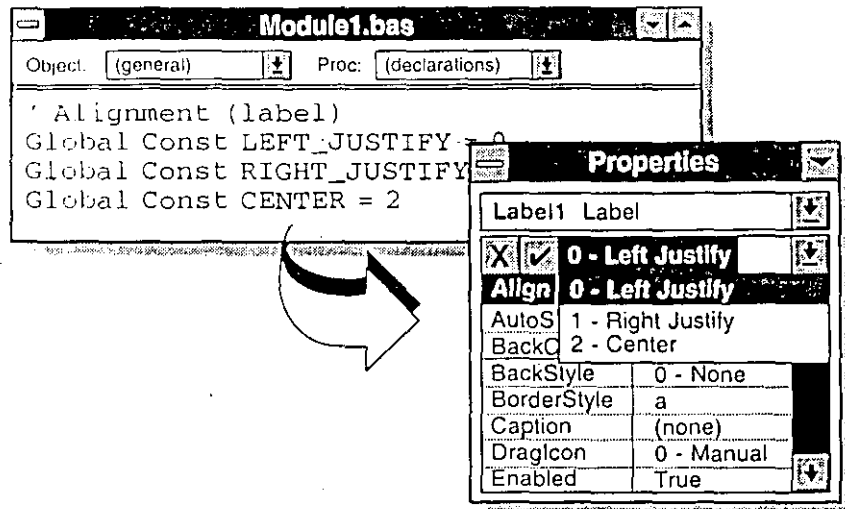 Module1.bas
Object: (general) Proc: (declarations)
' Alignment (label)
Global Const LEFT_JUSTIFY = 0
Global Const RIGHT_JUSTIFY
Global Const CENTER = 2
Properties
Label1 Label
X 0 - Left Justify
Align 0 - Left Justify
AutoS 1 - Right Justify
BackC 2 - Center
BackStyle 0 - None
BorderStyle a
Caption (none)
DragIcon 0 - Manual
Enabled True